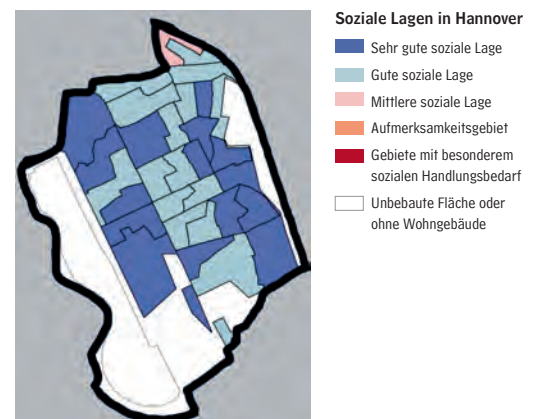 Soziale Lagen in Hannover
Sehr gute soziale Lage
Gute soziale Lage
Mittlere soziale Lage
Aufmerksamkeitsgebiet
Gebiete mit besonderem
sozialen Handlungsbedarf
Unbebaute Fläche oder
ohne Wohngebäude